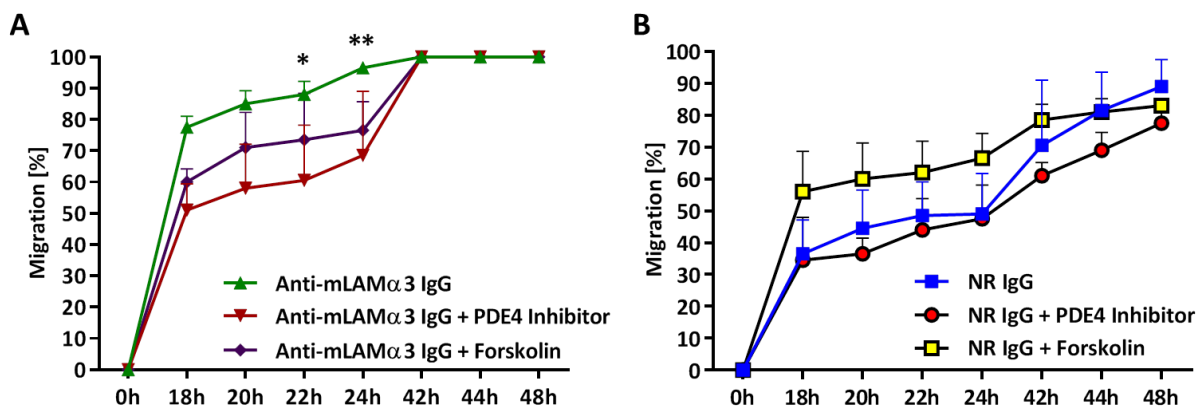 A
Migration [%]
100
90
80
70
60
50
40
30
20
10
0
* **
Anti-mLAMα3 IgG
Anti-mLAMα3 IgG + PDE4 Inhibitor
Anti-mLAMα3 IgG + Forskolin
0h 18h 20h 22h 24h 42h 44h 48h
B
Migration [%]
100
90
80
70
60
50
40
30
20
10
0
NR IgG
NR IgG + PDE4 Inhibitor
NR IgG + Forskolin
0h 18h 20h 22h 24h 42h 44h 48h